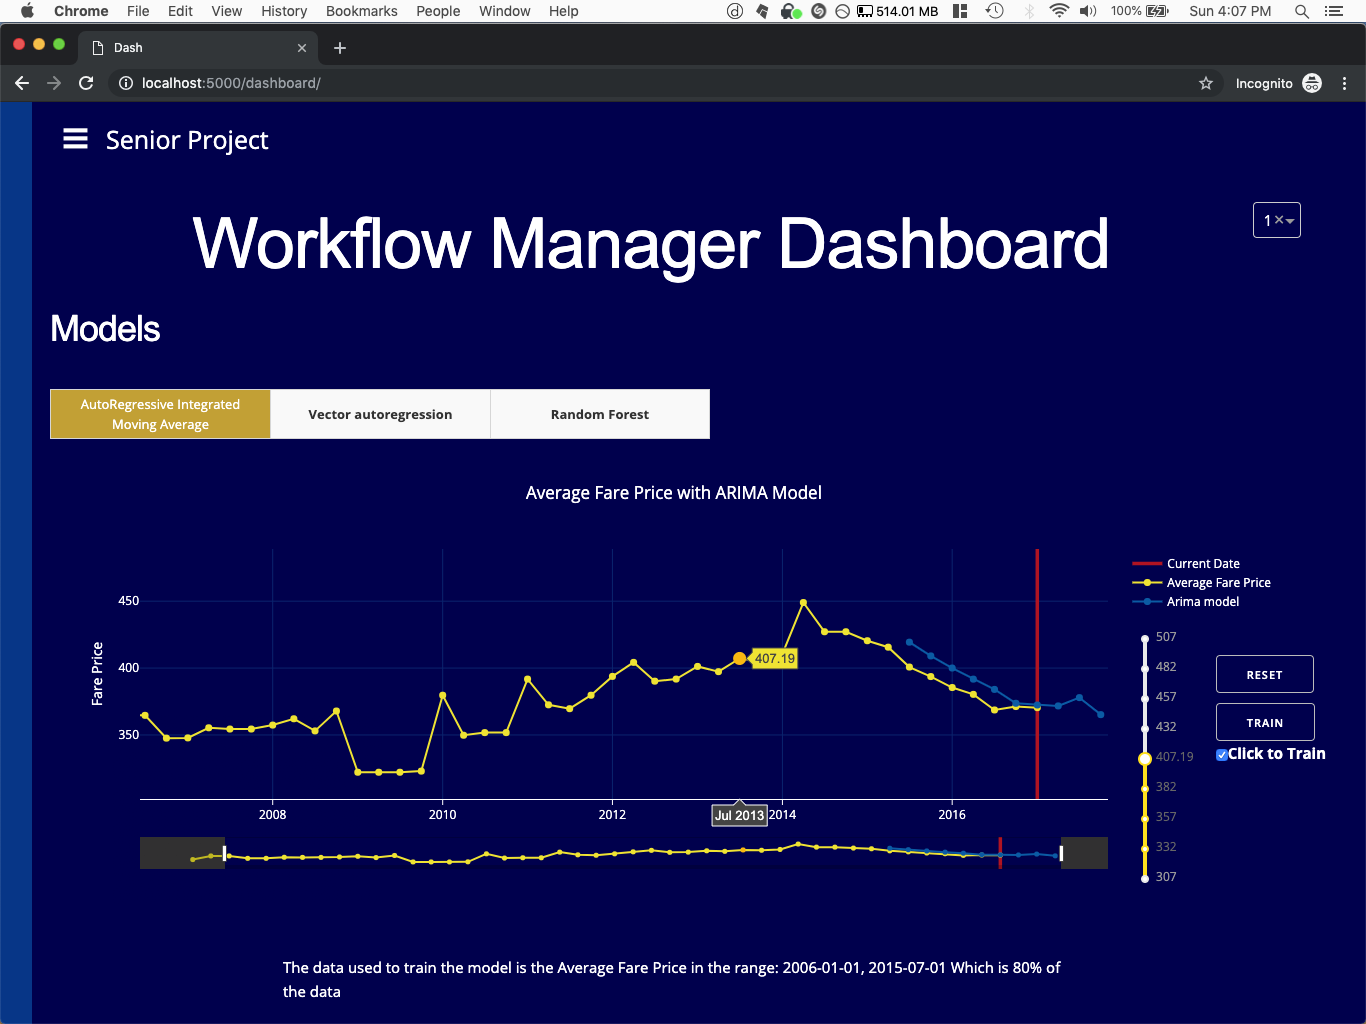 Chrome File Edit View History Bookmarks People Window Help 514.01 MB 100% Sun 4:07 PM
Dash
localhost:5000/dashboard/ Incognito
Senior Project
Workflow Manager Dashboard
1
Models
AutoRegressive Integrated
Moving Average
Vector autoregression
Random Forest
Average Fare Price with ARIMA Model
Fare Price
450
400
350
407.19
2008 2010 2012 Jul 2013 2014 2016
Current Date
Average Fare Price
Arima model
507
482
457
432
407.19
382
357
332
307
RESET
TRAIN
Click to Train
The data used to train the model is the Average Fare Price in the range: 2006-01-01, 2015-07-01 Which is 80% of
the data